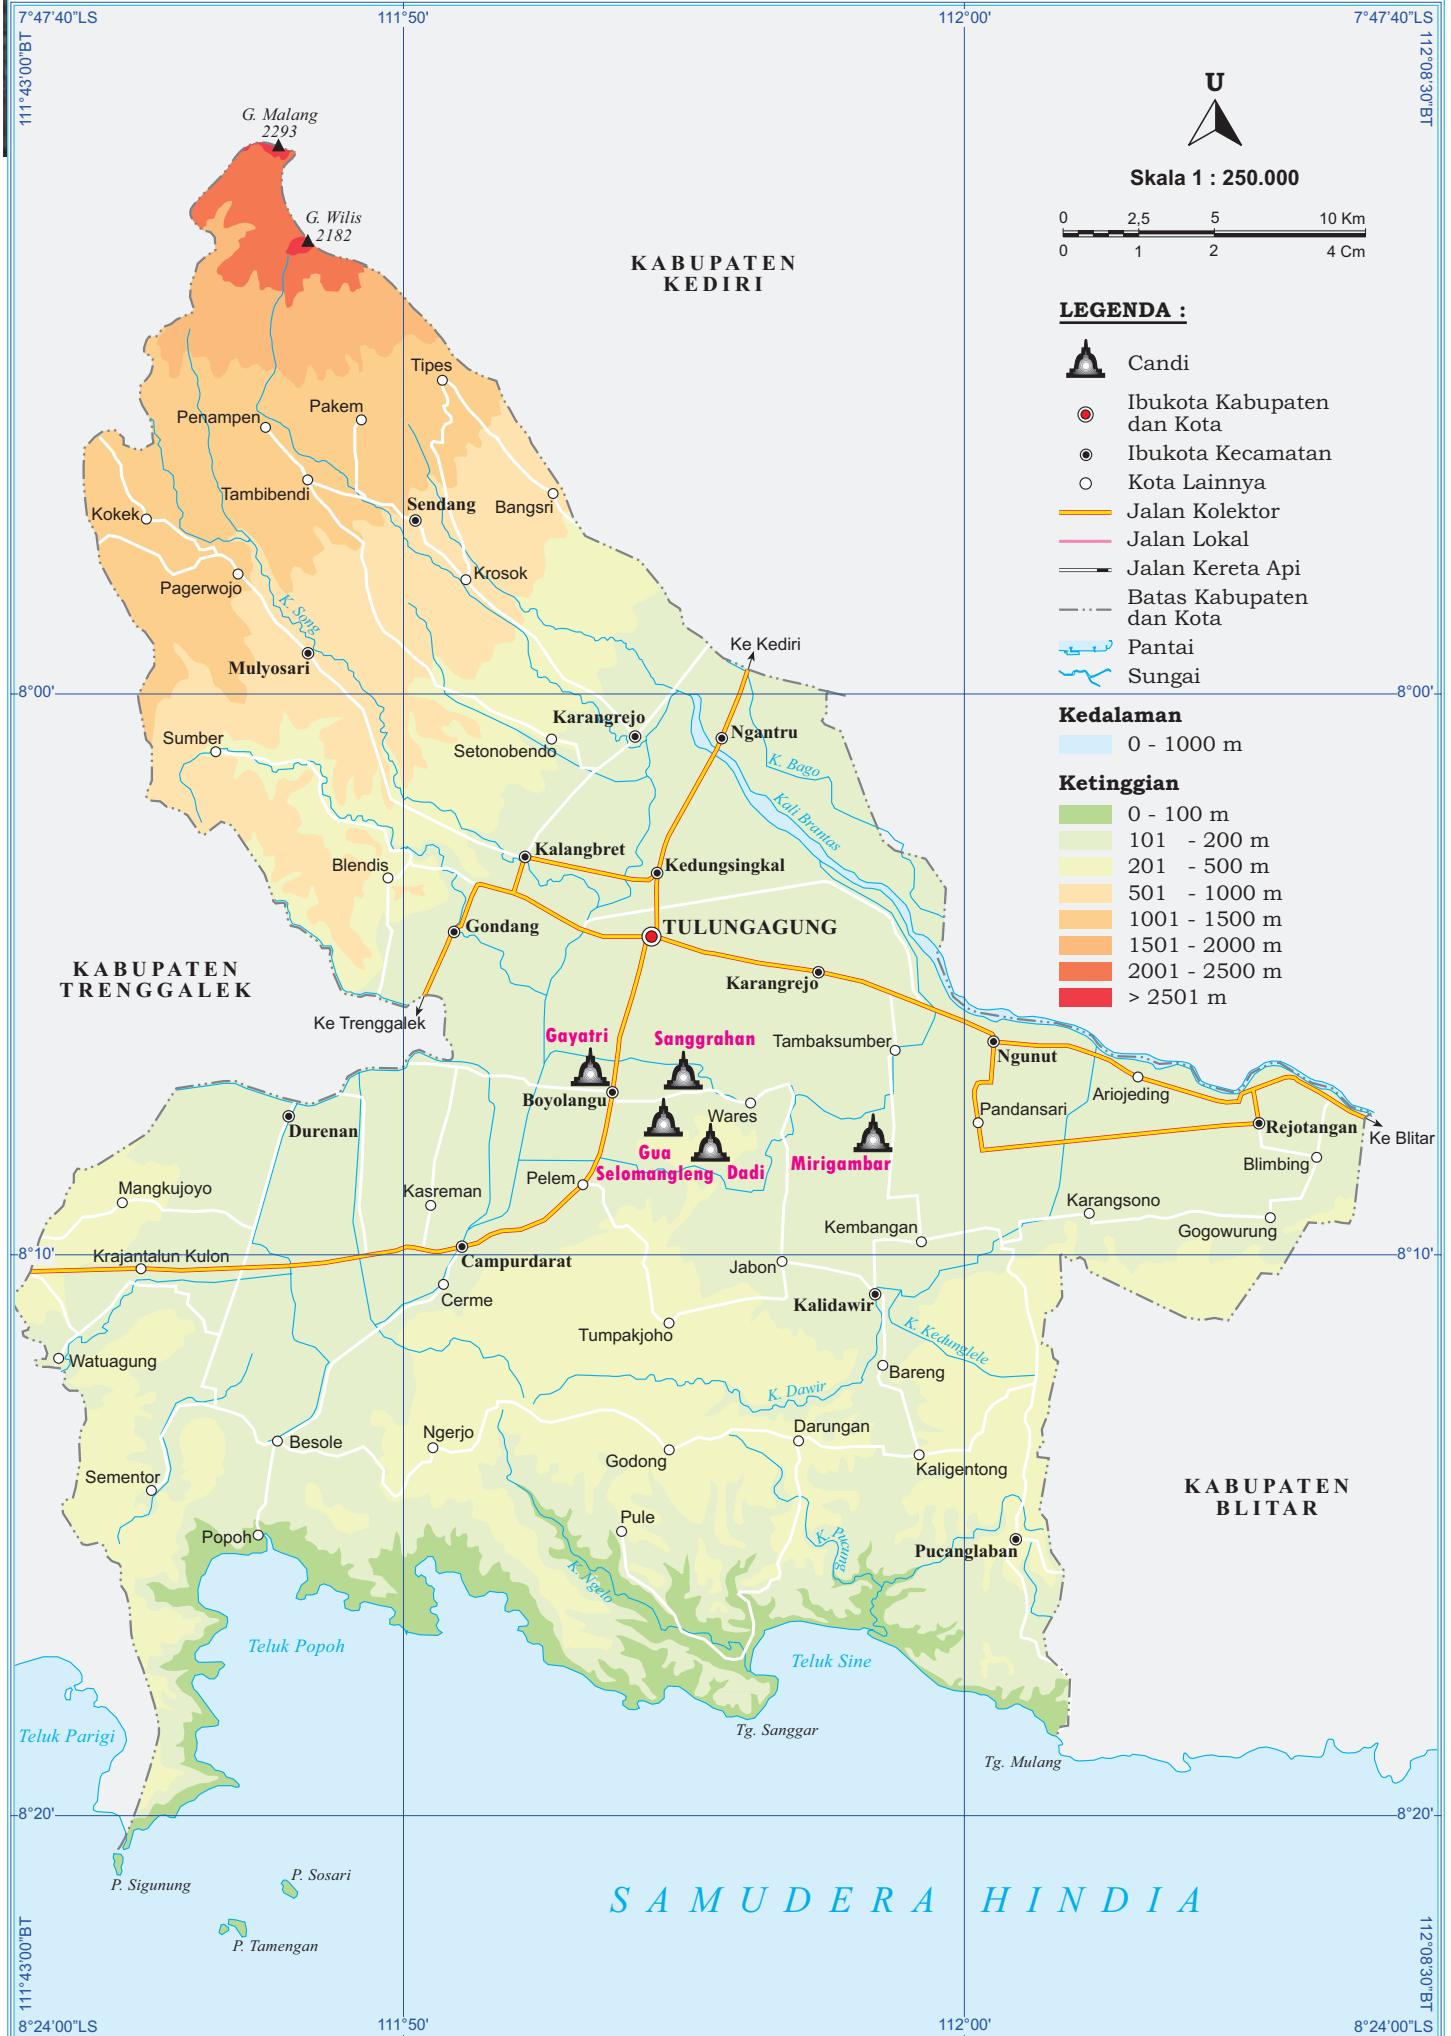 7°47'40"LS
111°50'
112°00'
7°47'40"LS
111°43'00"BT
112°08'30"BT
U
Skala 1 : 250.000
0 2,5 5 10 Km
0 1 2 4 Cm
LEGENDA :
Candi
Ibukota Kabupaten
dan Kota
Ibukota Kecamatan
Kota Lainnya
Jalan Kolektor
Jalan Lokal
Jalan Kereta Api
Batas Kabupaten
dan Kota
Pantai
Sungai
Kedalaman
0 - 1000 m
Ketinggian
0 - 100 m
101 - 200 m
201 - 500 m
501 - 1000 m
1001 - 1500 m
1501 - 2000 m
2001 - 2500 m
> 2501 m
G. Malang
2293
G. Wilis
2182
KABUPATEN
KEDIRI
Tipes
Pakem
Penampen
Tambibendi
Sendang
Bangsri
Kokek
Krosok
Pagerwojo
K. Song
Mulyosari
Ke Kediri
8°00'
8°00'
Karangrejo
Ngantru
Sumber
Setonobendo
K. Bago
Kali Brantas
Kalangbret
Blendis
Kedungsingkal
Gondang
TULUNGAGUNG
KABUPATEN
TRENGGALEK
Karangrejo
Ke Trenggalek
Gayatri
Sanggrahan
Tambaksumber
Ngunut
Boyolangu
Wares
Ariojeding
Pandansari
Durenan
Rejotangan
Ke Blitar
Gua
Selomangleng
Dadi
Mirigambar
Blimbing
Pelem
Mangkujoyo
Kasreman
Karangsono
Kembangan
Gogowurung
Krajantalun Kulon
8°10'
8°10'
Campurdarat
Jabon
Cerme
Kalidawir
Tumpakjoho
K. Kedunglele
Watuagung
Bareng
K. Dawir
Ngerjo
Darungan
Besole
Godong
Kaligentong
Sementor
KABUPATEN
BLITAR
Pule
Popoh
K. Pucung
Pucanglaban
K. Ngelo
Teluk Popoh
Teluk Sine
Teluk Parigi
Tg. Sanggar
Tg. Mulang
8°20'
8°20'
P. Sigunung
P. Sosari
P. Tamengan
SAMUDERA HINDIA
111°43'00"BT
112°08'30"BT
8°24'00"LS
111°50'
112°00'
8°24'00"LS